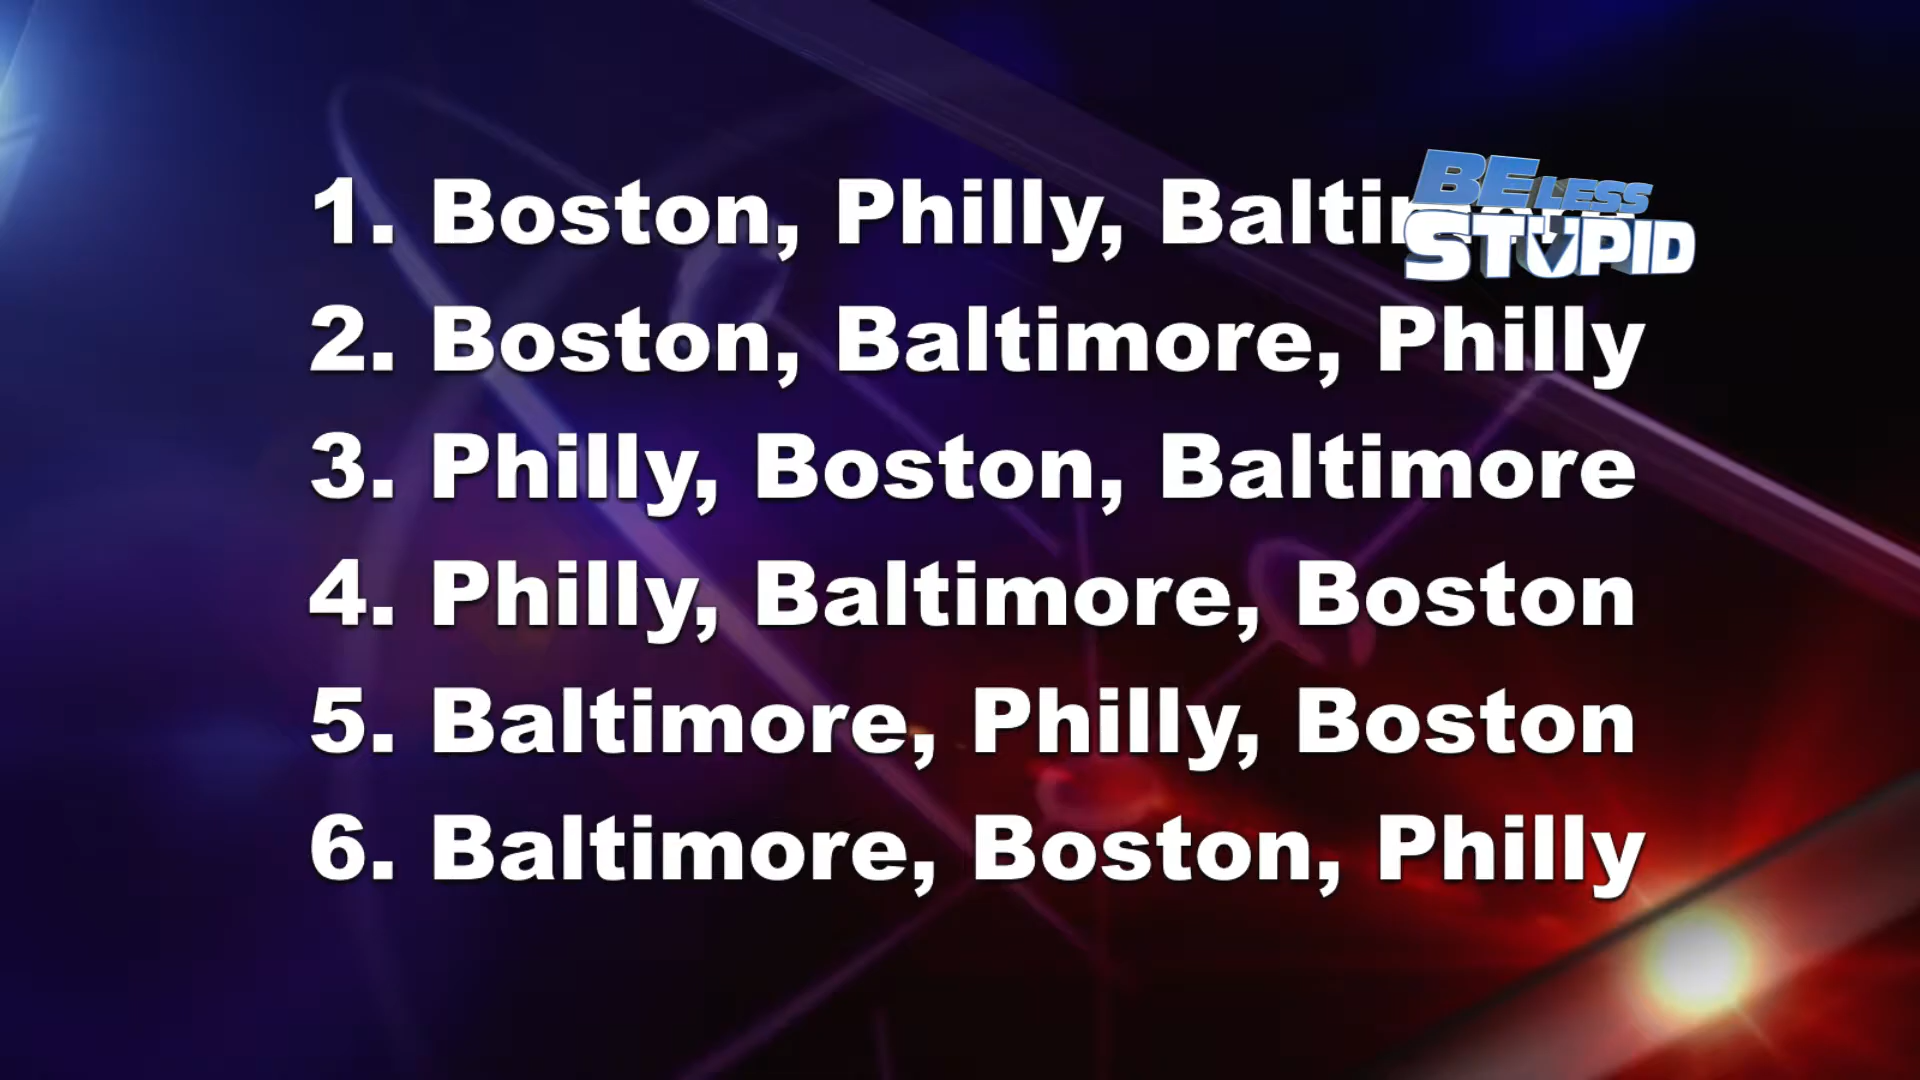 1. Boston, Philly,
BE LESS
STUPID
2. Boston, Baltimore, Philly
3. Philly, Boston, Baltimore
4. Philly, Baltimore, Boston
5. Baltimore, Philly, Boston
6. Baltimore, Boston, Philly